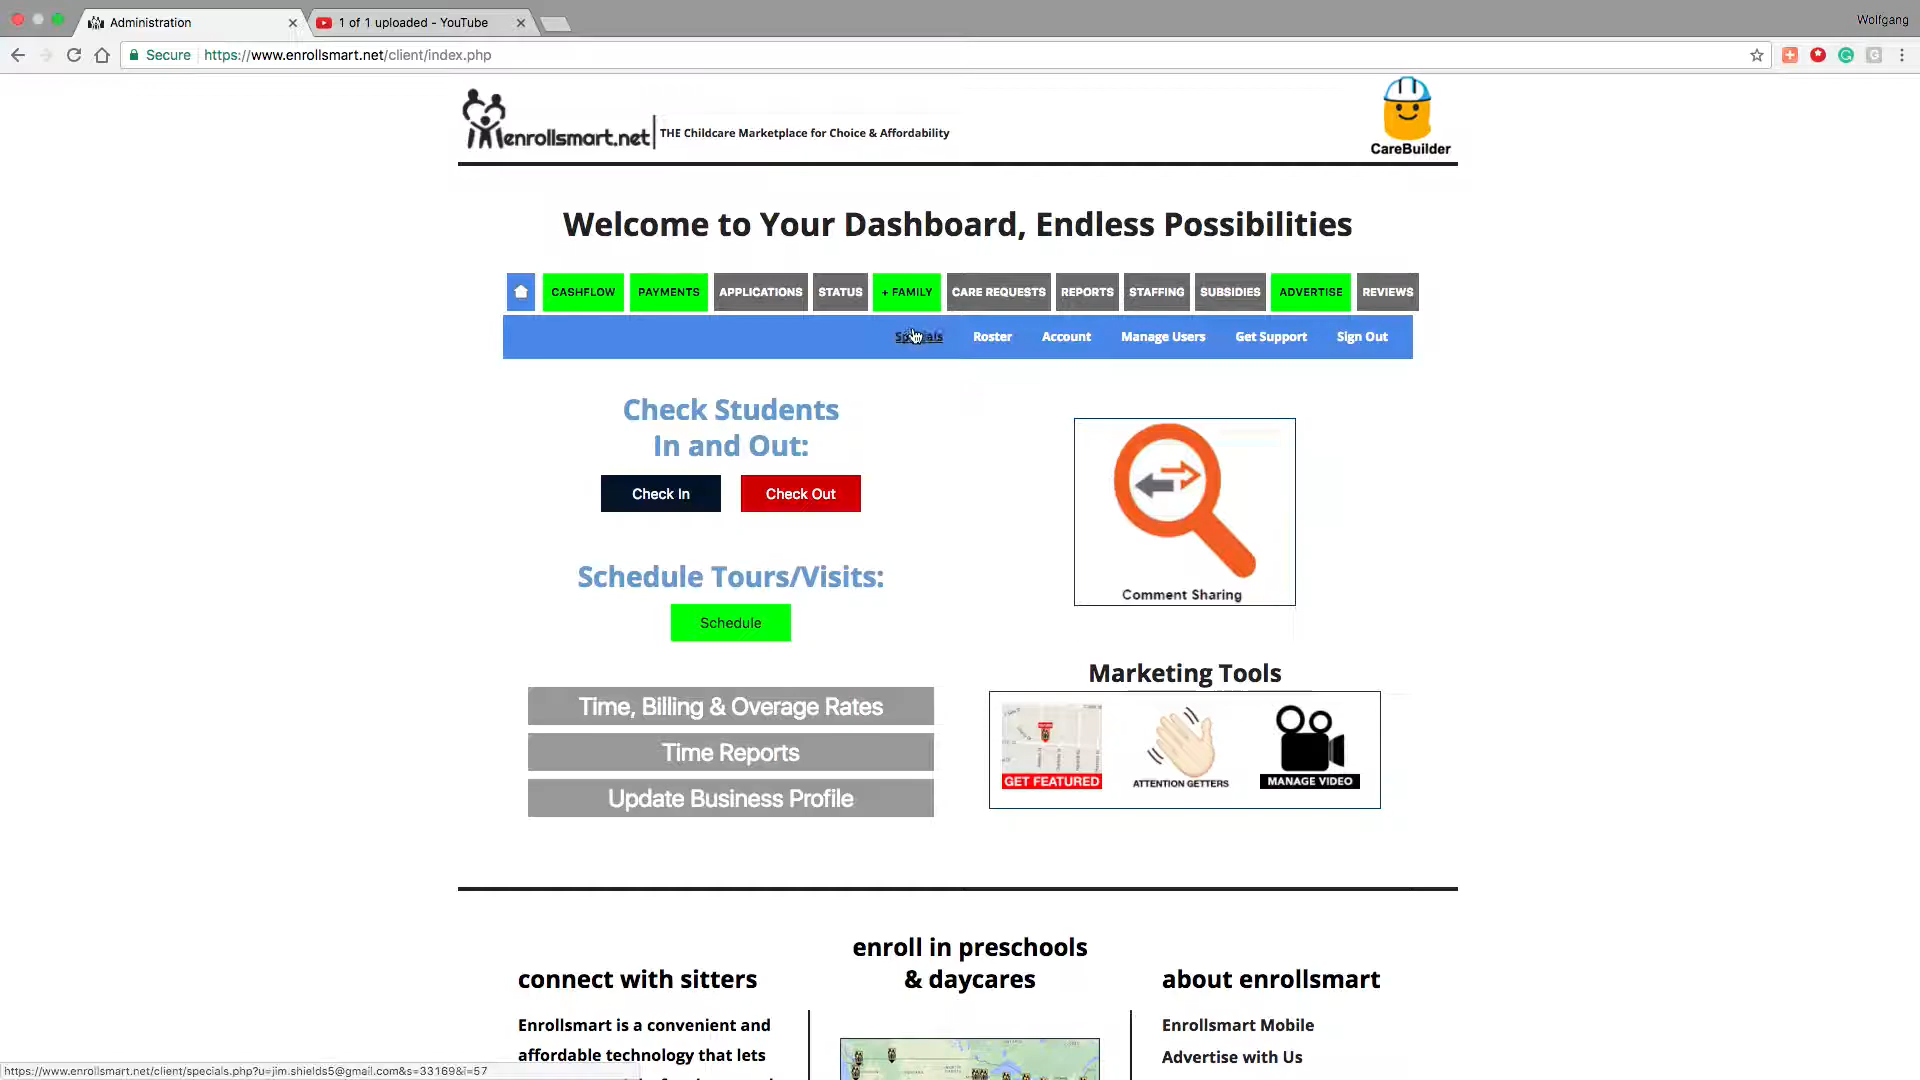 Administration
1 of 1 uploaded - YouTube
Wolfgang
Secure
https://www.enrollsmart.net/client/index.php
enrollsmart.net
THE Childcare Marketplace for Choice & Affordability
CareBuilder
Welcome to Your Dashboard, Endless Possibilities
CASHFLOW
PAYMENTS
APPLICATIONS
STATUS
+ FAMILY
CARE REQUESTS
REPORTS
STAFFING
SUBSIDIES
ADVERTISE
REVIEWS
Specials
Roster
Account
Manage Users
Get Support
Sign Out
Check Students
In and Out:
Check In
Check Out
Comment Sharing
Schedule Tours/Visits:
Schedule
Time, Billing & Overage Rates
Time Reports
Update Business Profile
Marketing Tools
GET FEATURED
ATTENTION GETTERS
MANAGE VIDEO
connect with sitters
Enrollsmart is a convenient and
affordable technology that lets
enroll in preschools
& daycares
about enrollsmart
Enrollsmart Mobile
Advertise with Us
https://www.enrollsmart.net/client/specials.php?u=jim.shields5@gmail.com&s=33169&i=57